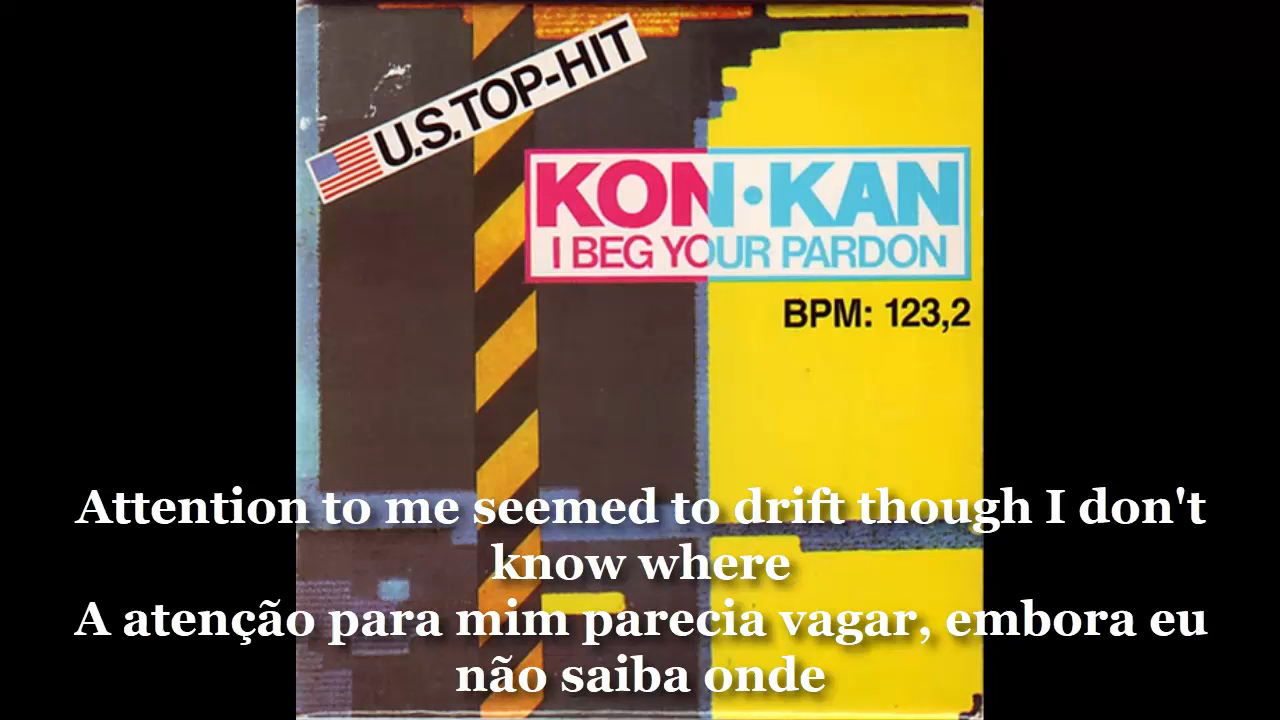 U.S.TOP-HIT
KON·KAN
I BEG YOUR PARDON
BPM: 123,2
Attention to me seemed to drift though I don't
know where
A atenção para mim parecia vagar, embora eu
não saiba onde